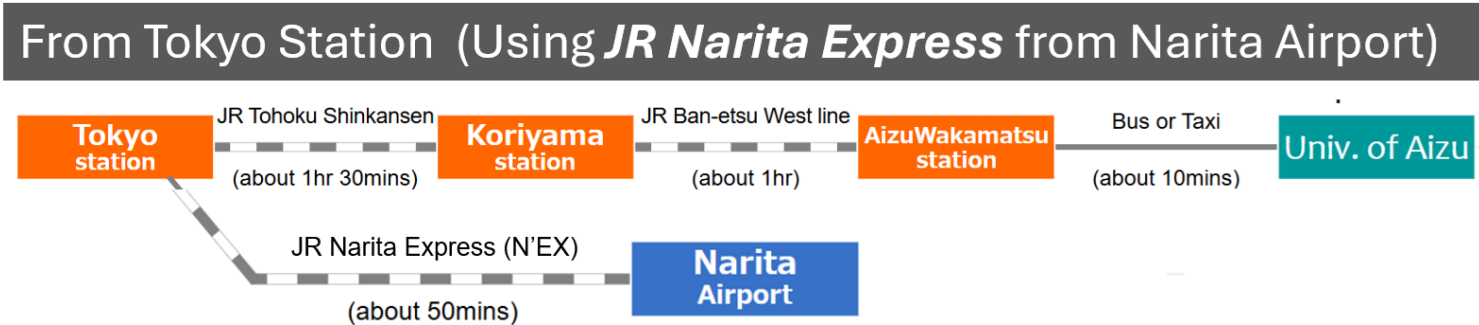 From Tokyo Station (Using JR Narita Express from Narita Airport)
Tokyo
station
JR Tohoku Shinkansen
(about 1hr 30mins)
Koriyama
station
JR Ban-etsu West line
(about 1hr)
AizuWakamatsu
station
Bus or Taxi
(about 10mins)
Univ. of Aizu
JR Narita Express (N'EX)
(about 50mins)
Narita
Airport